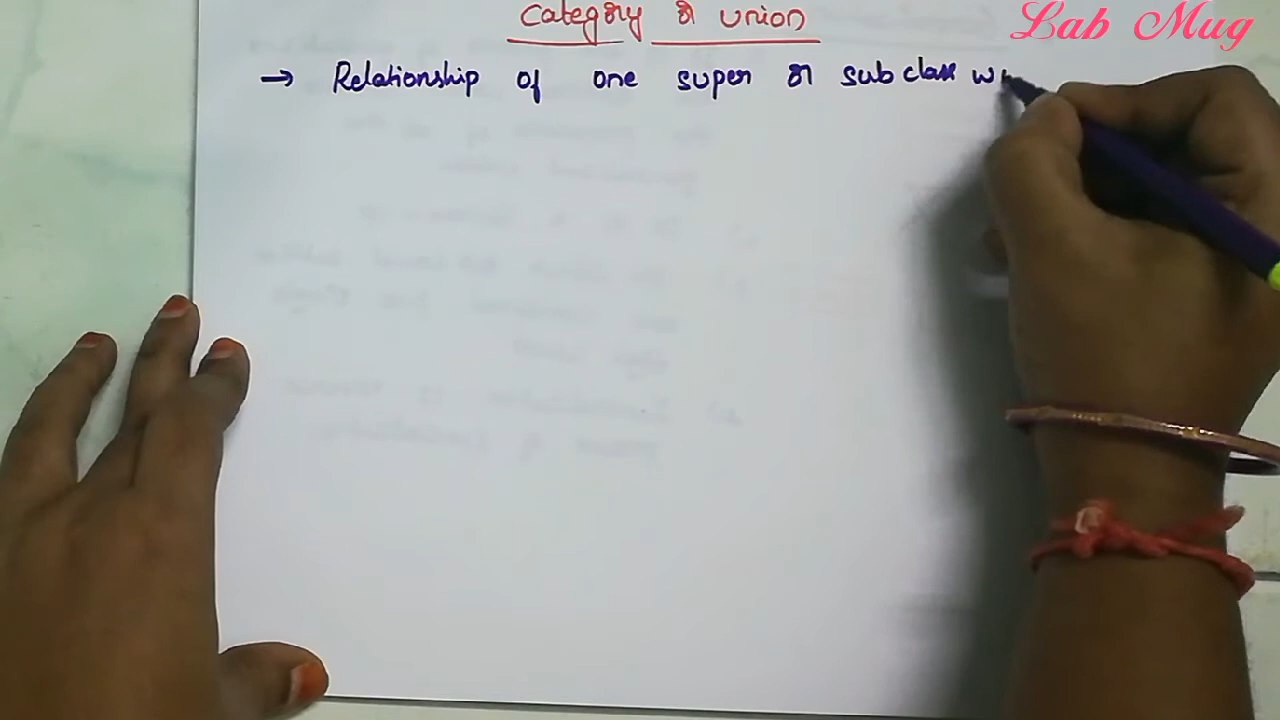 Category or union
Lab Mug
→ Relationship of one super or sub class w